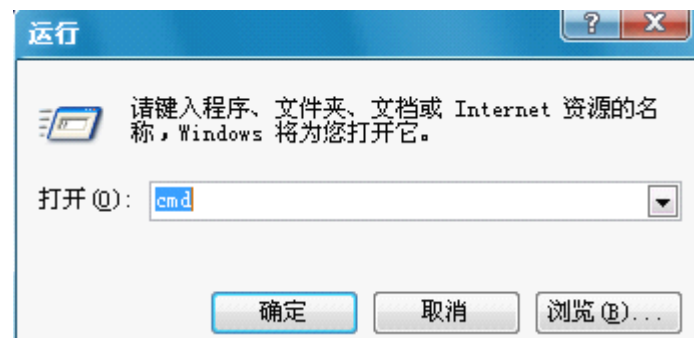 运行
?
X
请键入程序、文件夹、文档或 Internet 资源的名
称,Windows 将为您打开它。
打开(O): cmd
确定 取消 浏览(B)...